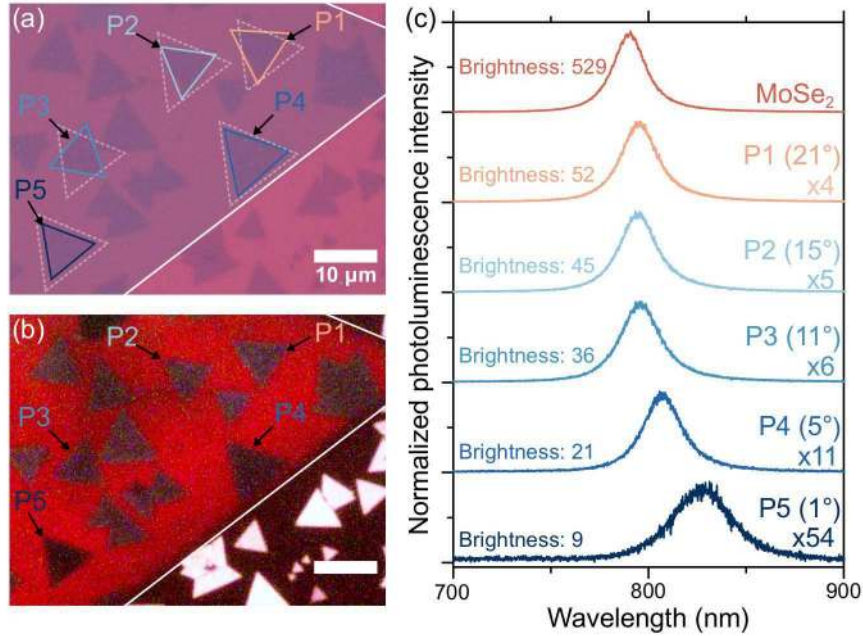 (a)
P2
P1
P3
P4
P5
10 μm
(b)
P2
P1
P3
P4
P5
(c)
Normalized photoluminescence intensity
Brightness: 529
MoSe₂
Brightness: 52
P1 (21°)
x4
Brightness: 45
P2 (15°)
x5
Brightness: 36
P3 (11°)
x6
Brightness: 21
P4 (5°)
x11
Brightness: 9
P5 (1°)
x54
700
800
900
Wavelength (nm)